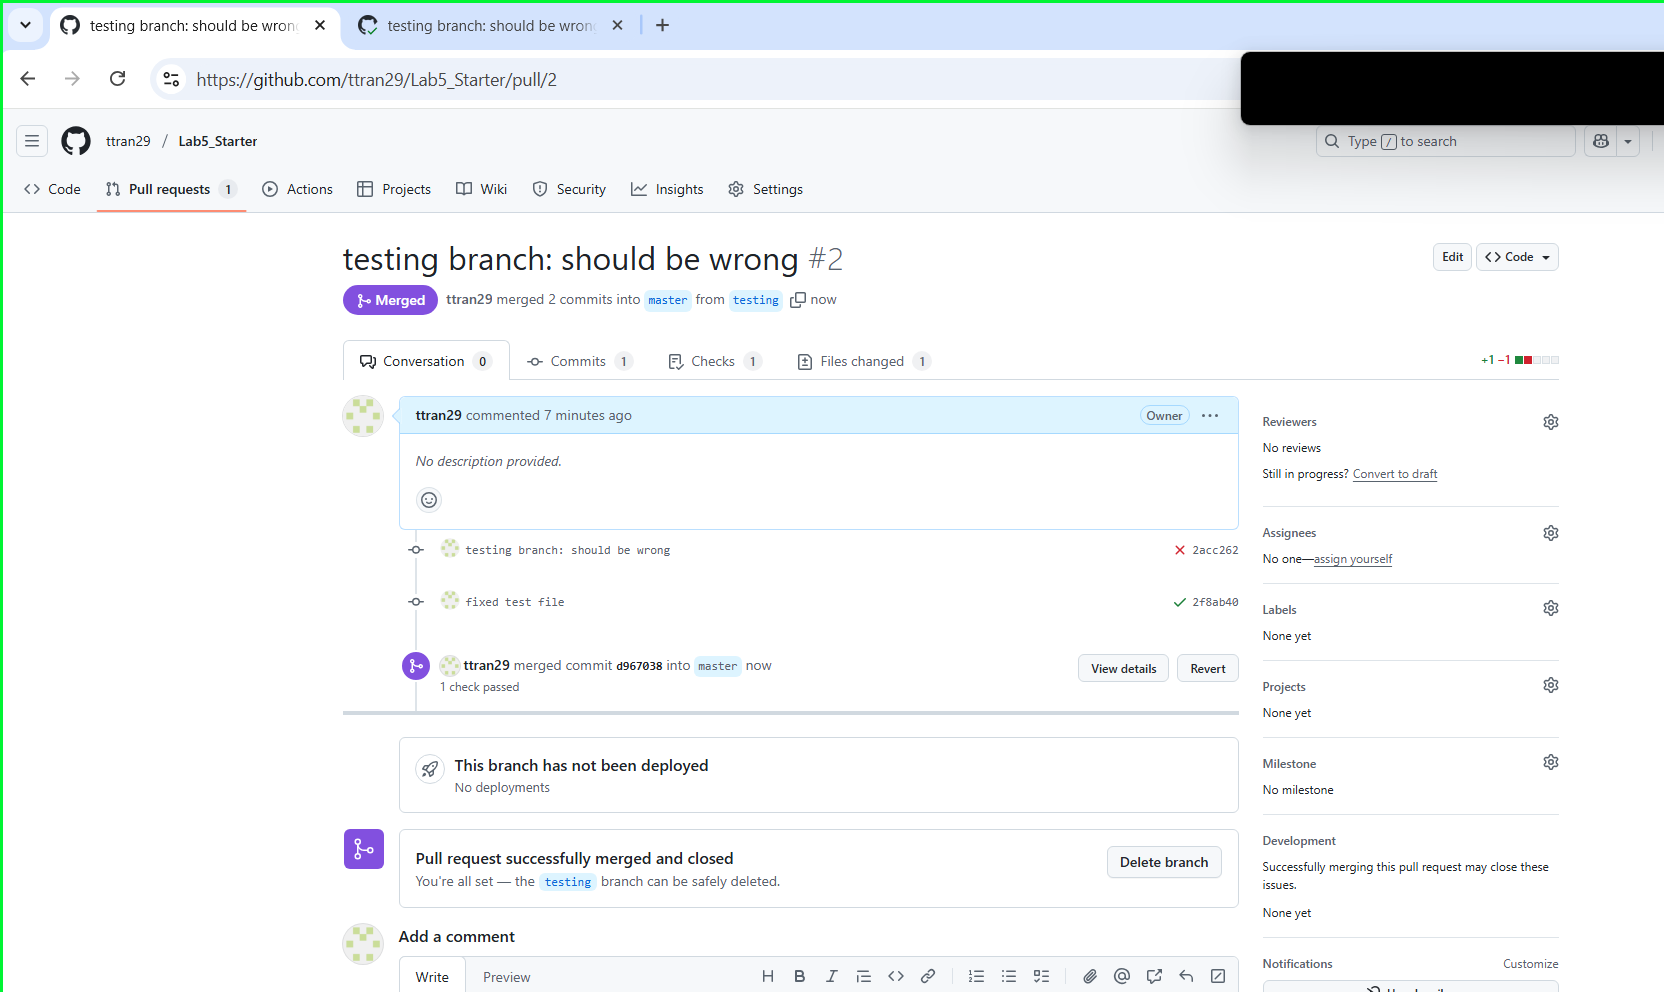 testing branch: should be wron
testing branch: should be wron
https://github.com/ttran29/Lab5_Starter/pull/2
ttran29 / Lab5_Starter
Type / to search
Code
Pull requests 1
Actions
Projects
Wiki
Security
Insights
Settings
testing branch: should be wrong #2
Edit
<> Code
Merged
ttran29 merged 2 commits into master from testing now
Conversation 0
Commits 1
Checks 1
Files changed 1
+1 −1
ttran29 commented 7 minutes ago
Owner
No description provided.
testing branch: should be wrong
2acc262
fixed test file
2f8ab40
ttran29 merged commit d967038 into master now
1 check passed
View details
Revert
This branch has not been deployed
No deployments
Pull request successfully merged and closed
You're all set — the testing branch can be safely deleted.
Delete branch
Add a comment
Write
Preview
Reviewers
No reviews
Still in progress? Convert to draft
Assignees
No one—assign yourself
Labels
None yet
Projects
None yet
Milestone
No milestone
Development
Successfully merging this pull request may close these
issues.
None yet
Notifications
Customize